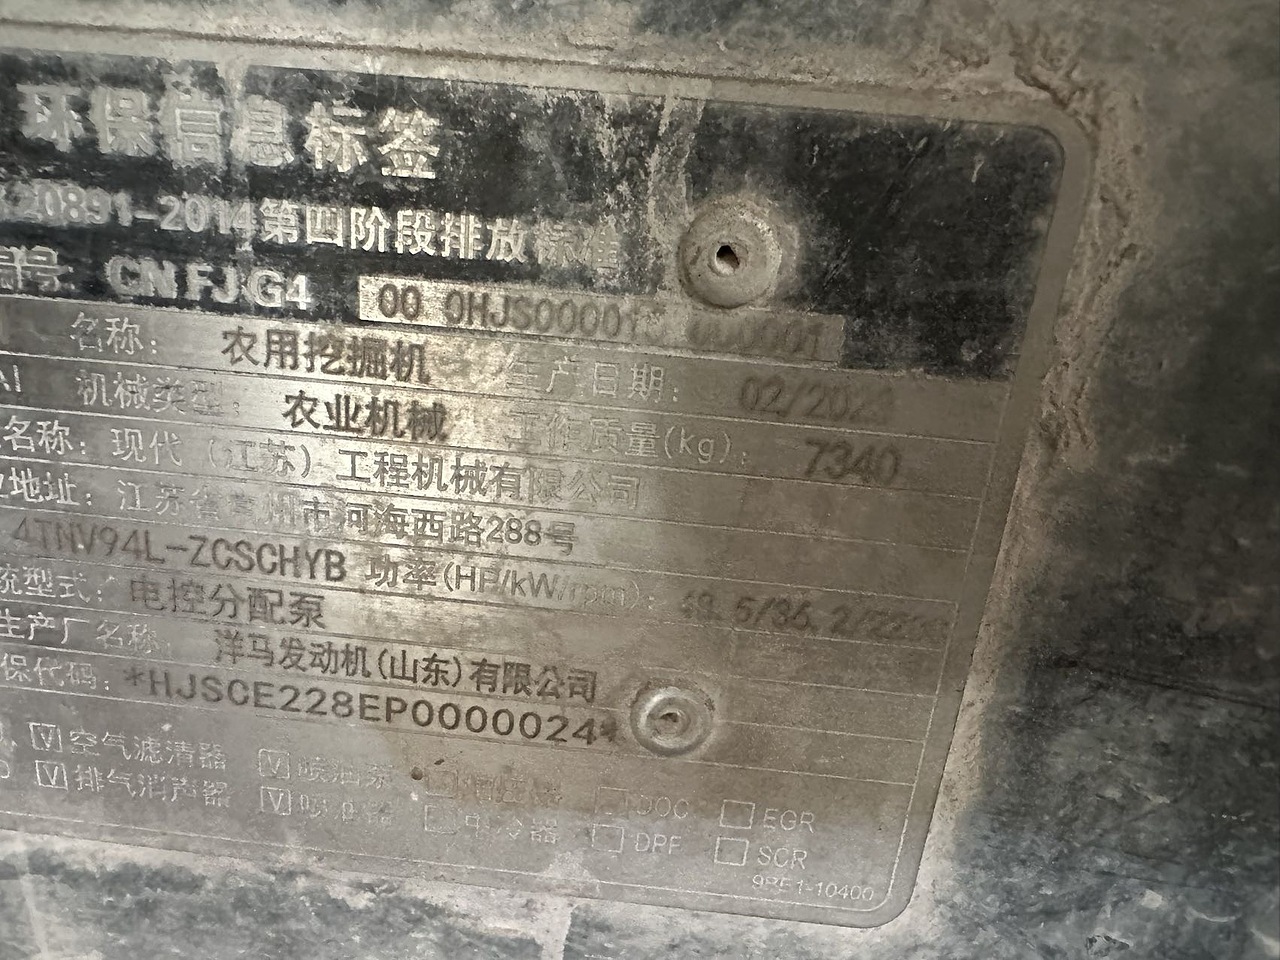 环保信息标签
20891-2014第四阶段排放标准
编号 CN FJ G4 00 0HJS00001
名称: 农用挖掘机 生产日期: 02/202
机械类型: 农业机械 工作质量(kg): 7340
名称: 现代(江苏)工程机械有限公司
地址: 江苏省常州市河海西路288号
4TNV94L-ZCSCHYB 功率(HP/kW/rpm):
统型式: 电控分配泵
生产厂名称: 洋马发动机(山东)有限公司
保代码: *HJSCE228EP0000024*
V 空气滤清器 V 喷油泵 DOC EGR
V 排气消声器 V 喷油器 中冷器 DPF SCR